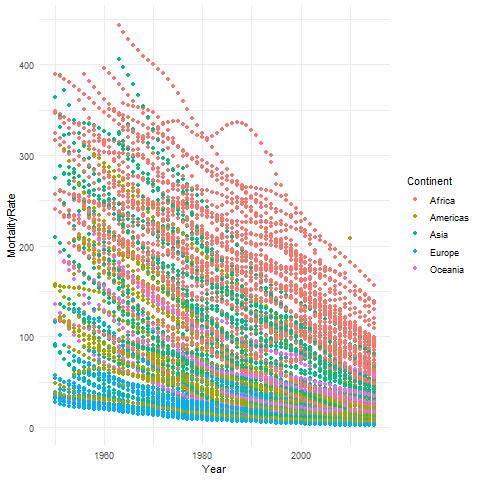 400
300
200
100
0
MortalityRate
1960
1980
2000
Year
Continent
Africa
Americas
Asia
Europe
Oceania